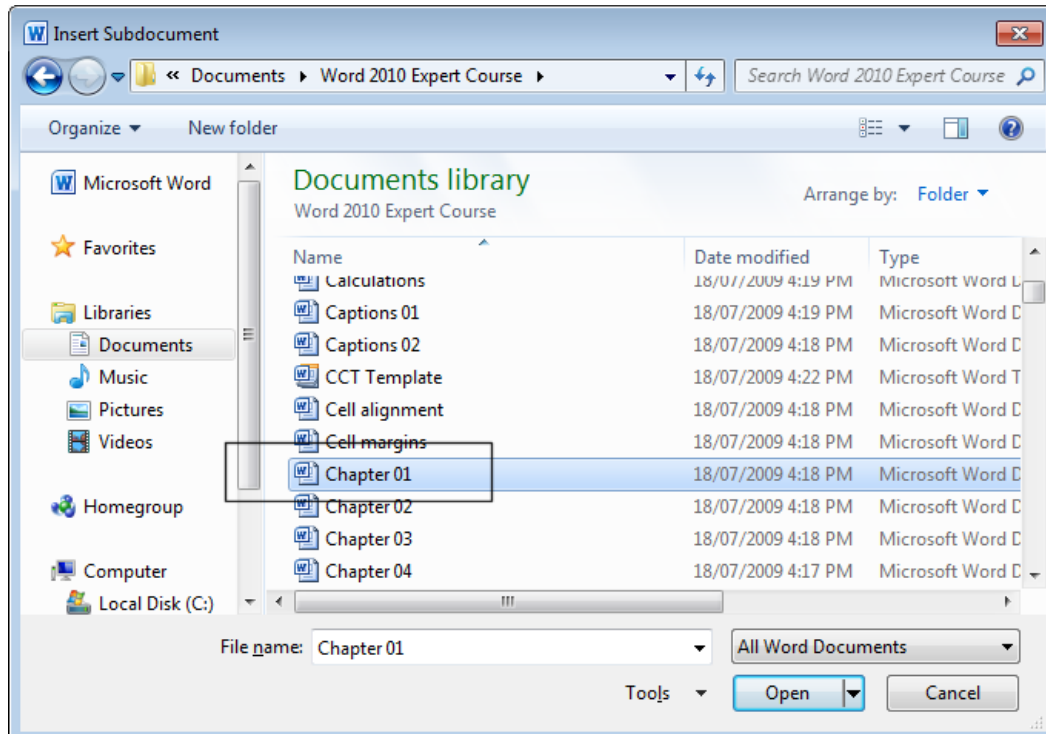 Insert Subdocument
« Documents ▸ Word 2010 Expert Course ▸ Search Word 2010 Expert Course
Organize ▾ New folder
Microsoft Word
Favorites
Libraries
Documents
Music
Pictures
Videos
Homegroup
Computer
Local Disk (C:)
Documents library
Word 2010 Expert Course
Arrange by: Folder ▾
Name Date modified Type
Calculations 18/07/2009 4:19 PM Microsoft Word D
Captions 01 18/07/2009 4:19 PM Microsoft Word D
Captions 02 18/07/2009 4:18 PM Microsoft Word D
CCT Template 18/07/2009 4:22 PM Microsoft Word T
Cell alignment 18/07/2009 4:18 PM Microsoft Word D
Cell margins 18/07/2009 4:18 PM Microsoft Word D
Chapter 01 18/07/2009 4:18 PM Microsoft Word D
Chapter 02 18/07/2009 4:18 PM Microsoft Word D
Chapter 03 18/07/2009 4:18 PM Microsoft Word D
Chapter 04 18/07/2009 4:17 PM Microsoft Word D
File name: Chapter 01 All Word Documents
Tools Open Cancel